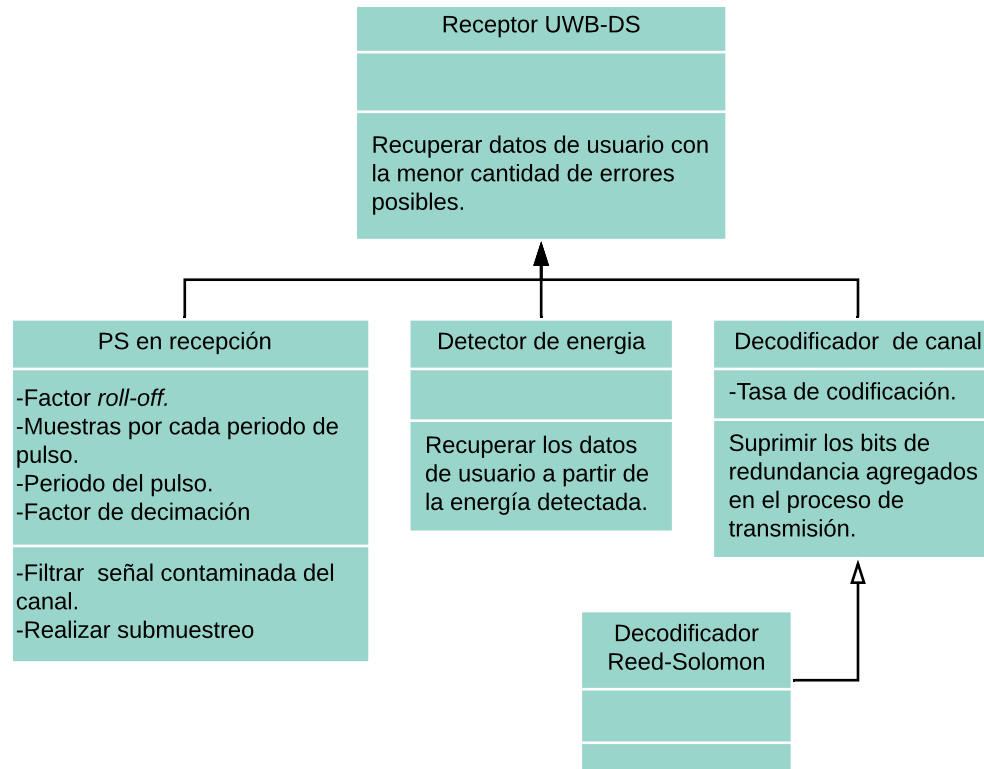 Receptor UWB-DS
Recuperar datos de usuario con
la menor cantidad de errores
posibles.
PS en recepción
-Factor roll-off.
-Muestras por cada periodo de
pulso.
-Periodo del pulso.
-Factor de decimación
-Filtrar señal contaminada del
canal.
-Realizar submuestreo
Detector de energia
Recuperar los datos
de usuario a partir de
la energía detectada.
Decodificador de canal
-Tasa de codificación.
Suprimir los bits de
redundancia agregados
en el proceso de
transmisión.
Decodificador
Reed-Solomon